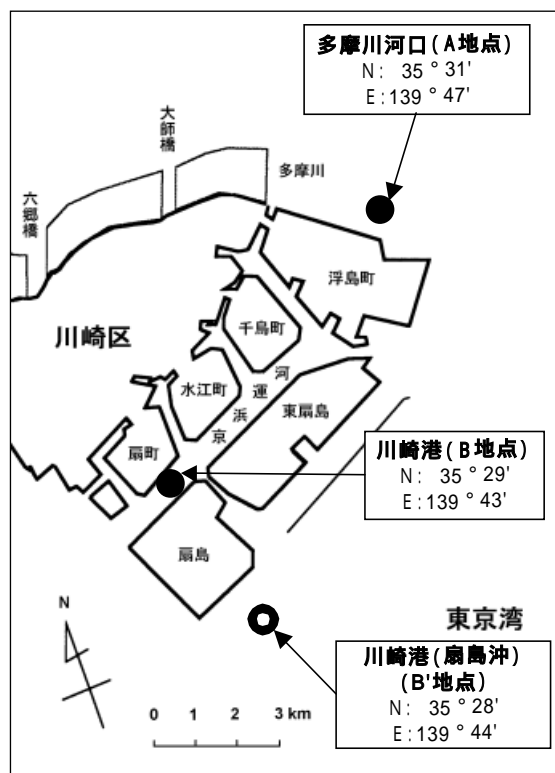 多摩川河口(A地点)
N: 35 ° 31'
E:139 ° 47'
大師橋
多摩川
六郷橋
浮島町
川崎区
千鳥町
水江町
京浜運河
東扇島
扇町
川崎港(B地点)
N: 35 ° 29'
E:139 ° 43'
扇島
N
東京湾
川崎港(扇島沖)
(B'地点)
N: 35 ° 28'
E:139 ° 44'
0 1 2 3 km